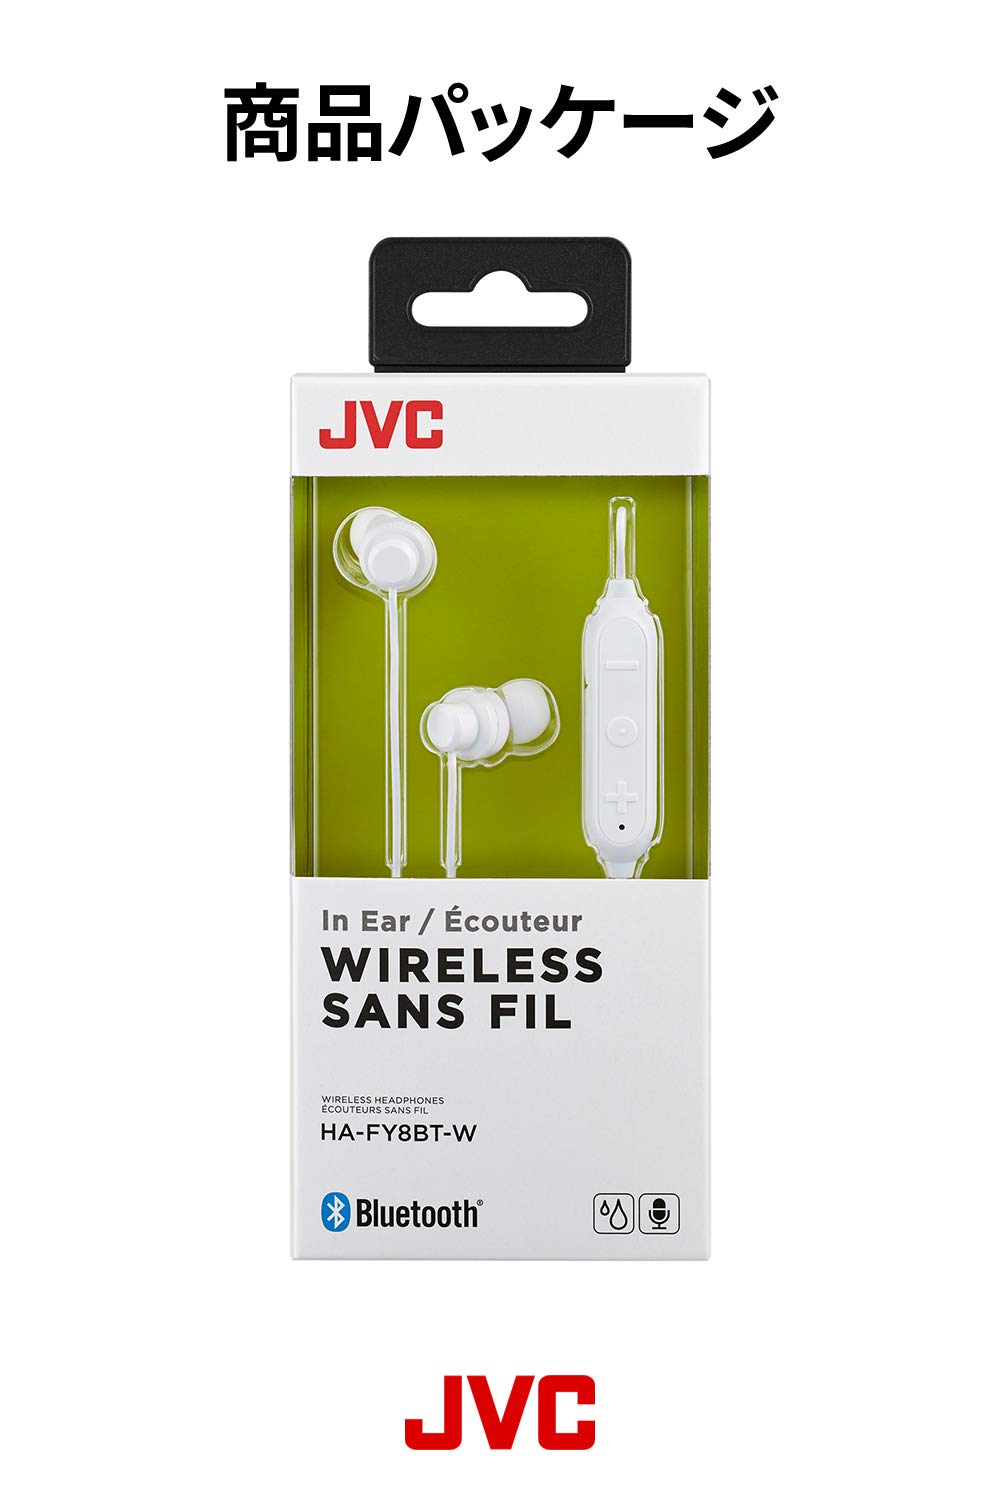 商品パッケージ
JVC
In Ear / Écouteur
WIRELESS
SANS FIL
WIRELESS HEADPHONES
ÉCOUTEURS SANS FIL
HA-FY8BT-W
Bluetooth®
JVC